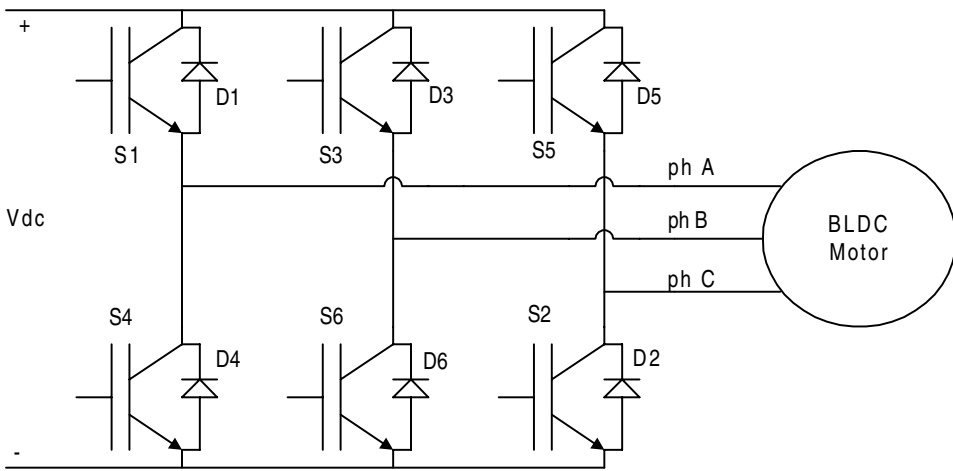 +
D1
D3
D5
S1
S3
S5
ph A
Vdc
ph B
BLDC
Motor
ph C
S4
S6
S2
D4
D6
D2
-